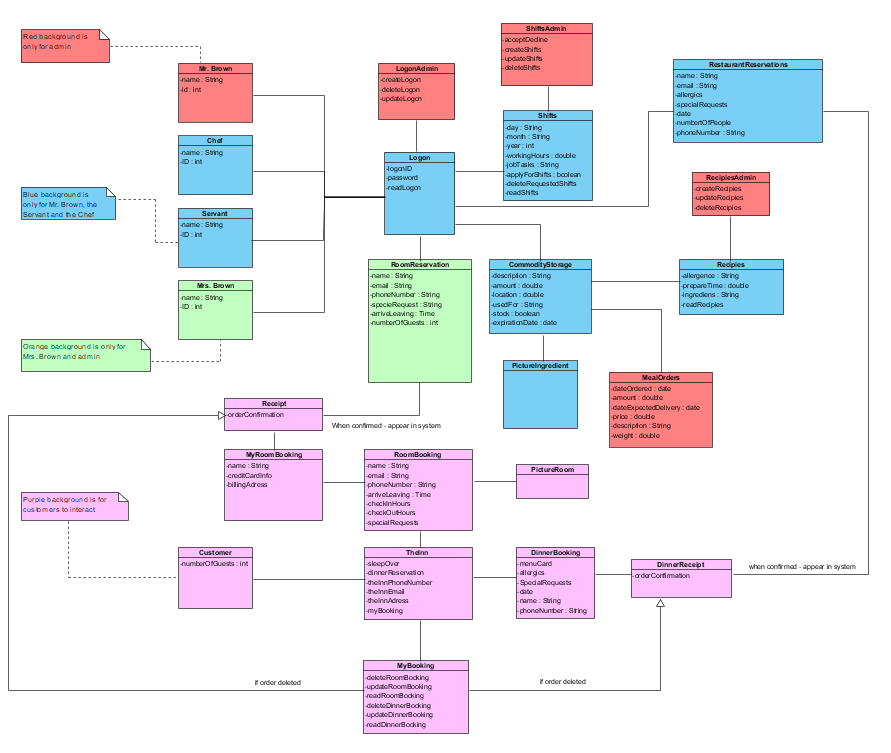 Red background is
only for admin
Mr. Brown
-name : String
-id : int
LogonAdmin
-createLogon
-deleteLogon
-updateLogon
ShiftsAdmin
-acceptDecline
-createShifts
-updateShifts
-deleteShifts
RestaurantReservations
-name : String
-email : String
-allergics
-specialRequests
-date
-numbertOfPeople
-phoneNumber : String
Chef
-name : String
-ID : int
Logon
-logonID
-password
-readLogon
Shifts
-day : String
-month : String
-year : int
-workingHours : double
-jobTasks : String
-applyForShifts : boolean
-deleteRequestedShifts
-readShifts
RecipiesAdmin
-createRecipies
-updateRecipies
-deleteRecipies
Blue background is
only for Mr. Brown, the
Servant and the Chef
Servant
-name : String
-ID : int
Mrs. Brown
-name : String
-ID : int
Orange background is only for
Mrs. Brown and admin
RoomReservation
-name : String
-email : String
-phoneNumber : String
-specieRequest : String
-arriveLeaving : Time
-numberOfGuests : int
CommodityStorage
-description : String
-amount : double
-location : double
-usedFor : String
-stock : boolean
-expirationDate : date
Recipies
-allergence : String
-prepareTime : double
-ingrediens : String
-readRecipies
PictureIngredient
MealOrders
-dateOrdered : date
-amount : double
-dateExpectedDelivery : date
-price : double
-description : String
-weight : double
Receipt
-orderConfirmation
When confirmed - appear in system
MyRoomBooking
-name : String
-creditCardInfo
-billingAdress
RoomBooking
-name : String
-email : String
-phoneNumber : String
-arriveLeaving : Time
-checkInHours
-checkOutHours
-specialRequests
PictureRoom
Purple background is for
customers to interact
Customer
-numberOfGuests : int
TheInn
-sleepOver
-dinnerReservation
-theInnPhoneNumber
-theInnEmail
-theInnAdress
-myBooking
DinnerBooking
-menuCard
-allergics
-SpecialRequests
-date
-name : String
-phoneNumber : String
DinnerReceipt
-orderConfirmation
when confirmed - appear in system
MyBooking
-deleteRoomBooking
-updateRoomBooking
-readRoomBooking
-deleteDinnerBooking
-updateDinnerBooking
-readDinnerBooking
if order deleted
if order deleted